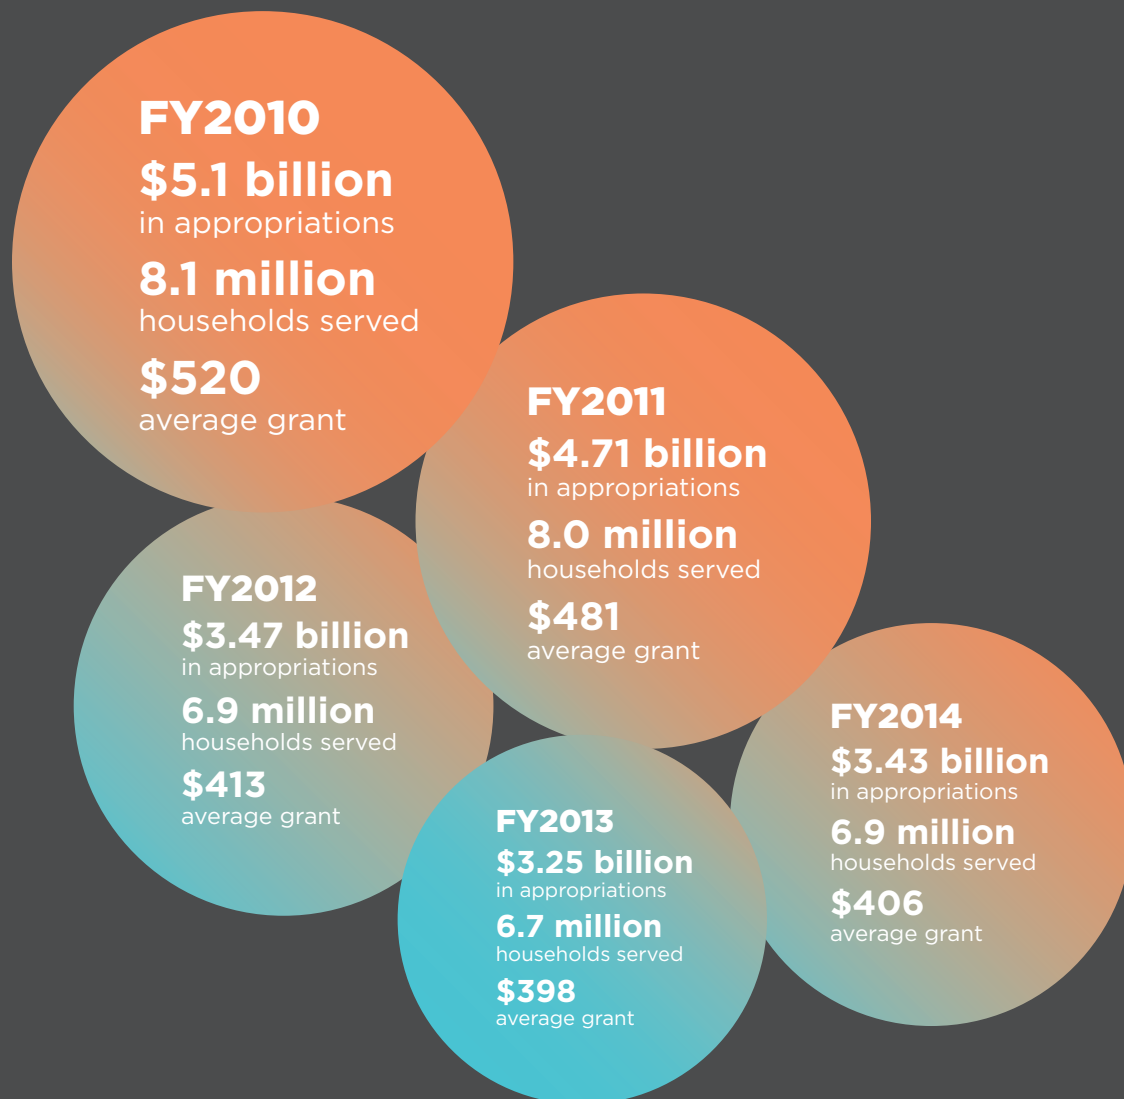 FY2010
$5.1 billion
in appropriations
8.1 million
households served
$520
average grant
FY2011
$4.71 billion
in appropriations
8.0 million
households served
$481
average grant
FY2012
$3.47 billion
in appropriations
6.9 million
households served
$413
average grant
FY2013
$3.25 billion
in appropriations
6.7 million
households served
$398
average grant
FY2014
$3.43 billion
in appropriations
6.9 million
households served
$406
average grant